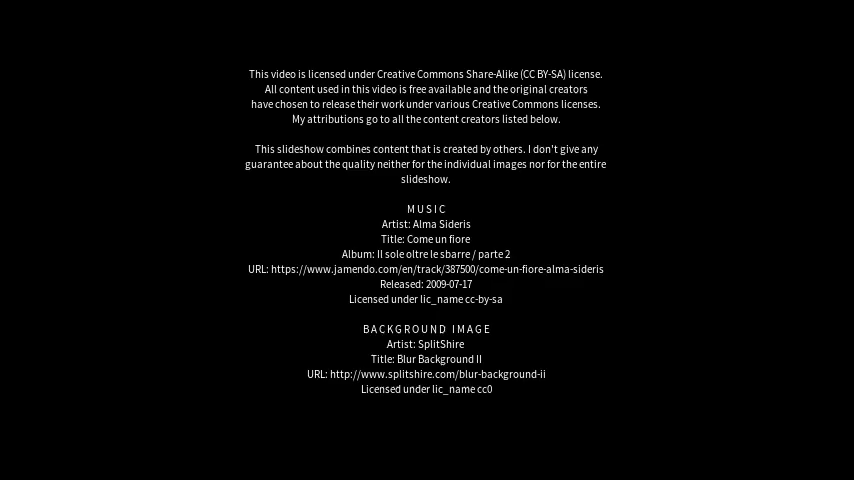 This video is licensed under Creative Commons Share-Alike (CC BY-SA) license.
All content used in this video is free available and the original creators
have chosen to release their work under various Creative Commons licenses.
My attributions go to all the content creators listed below.
This slideshow combines content that is created by others. I don't give any
guarantee about the quality neither for the individual images nor for the entire
slideshow.
MUSIC
Artist: Alma Sideris
Title: Come un fiore
Album: Il sole oltre le sbarre / parte 2
URL: https://www.jamendo.com/en/track/387500/come-un-fiore-alma-sideris
Released: 2009-07-17
Licensed under lic_name cc-by-sa
BACKGROUND IMAGE
Artist: SplitShire
Title: Blur Background II
URL: http://www.splitshire.com/blur-background-ii
Licensed under lic_name cc0